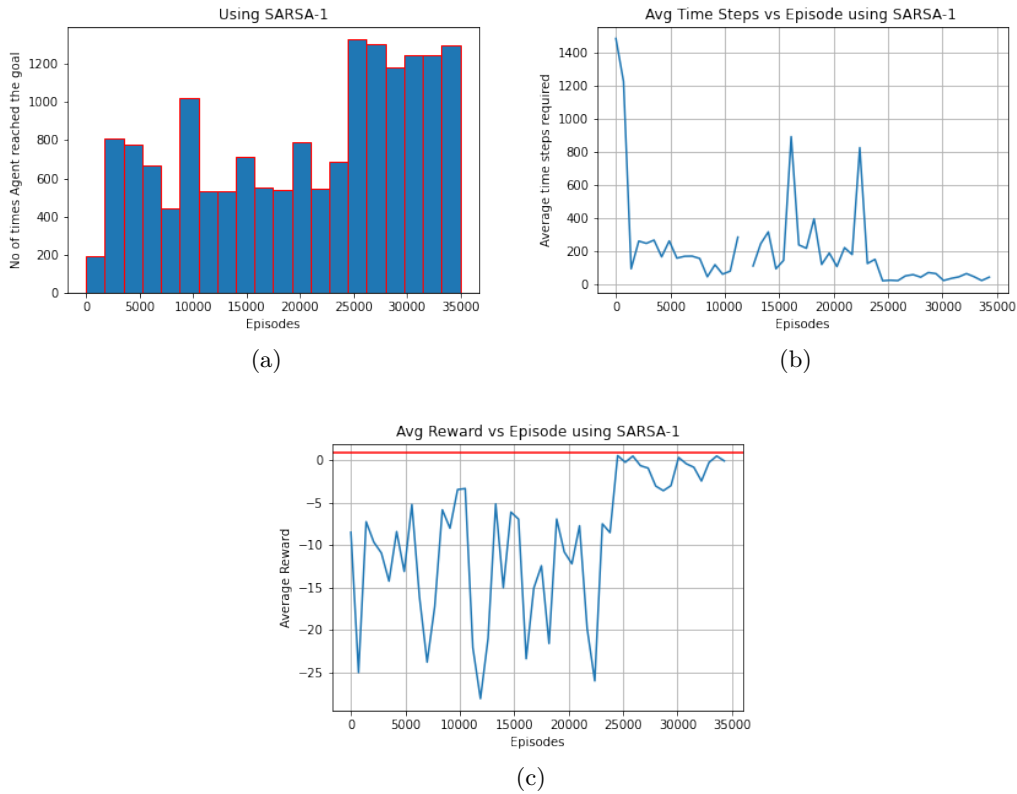 Using SARSA-1
No of times Agent reached the goal
1200
1000
800
600
400
200
0
0 5000 10000 15000 20000 25000 30000 35000
Episodes
(a)
Avg Time Steps vs Episode using SARSA-1
Average time steps required
1400
1200
1000
800
600
400
200
0
0 5000 10000 15000 20000 25000 30000 35000
Episodes
(b)
Avg Reward vs Episode using SARSA-1
Average Reward
0
−5
−10
−15
−20
−25
0 5000 10000 15000 20000 25000 30000 35000
Episodes
(c)